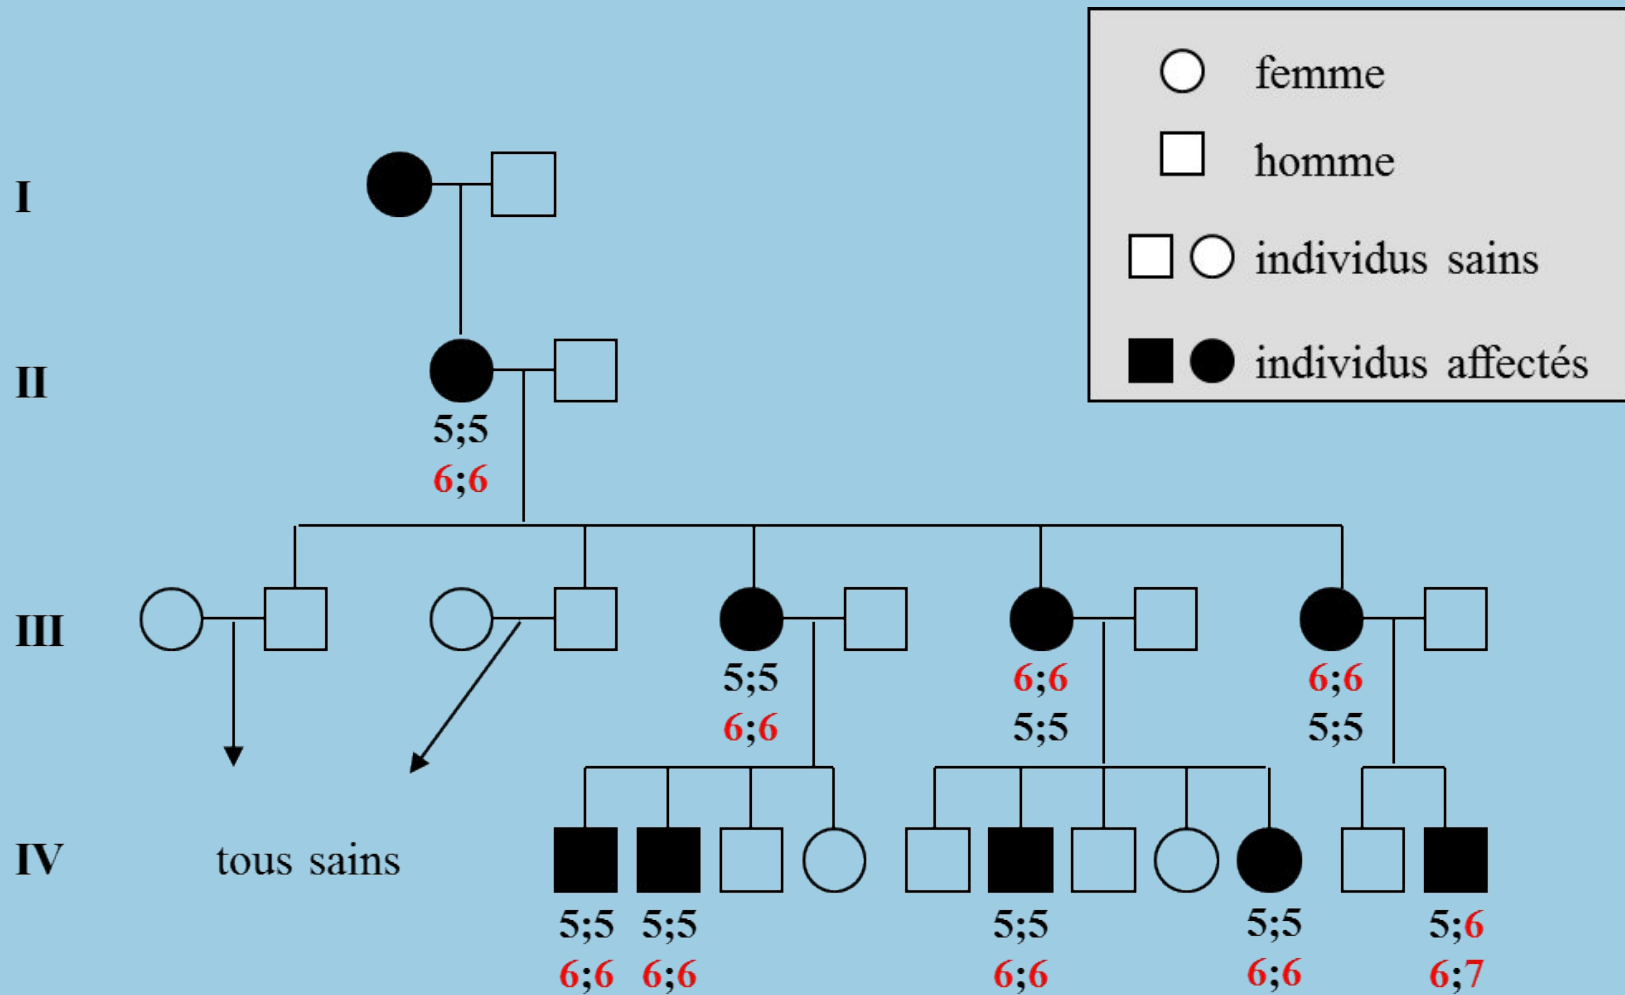 femme
homme
individus sains
individus affectés
I
II
5;5
6;6
III
5;5 6;6 6;6
6;6 5;5 5;5
IV
tous sains
5;5 5;5 5;5 5;5 5;6
6;6 6;6 6;6 6;6 6;7